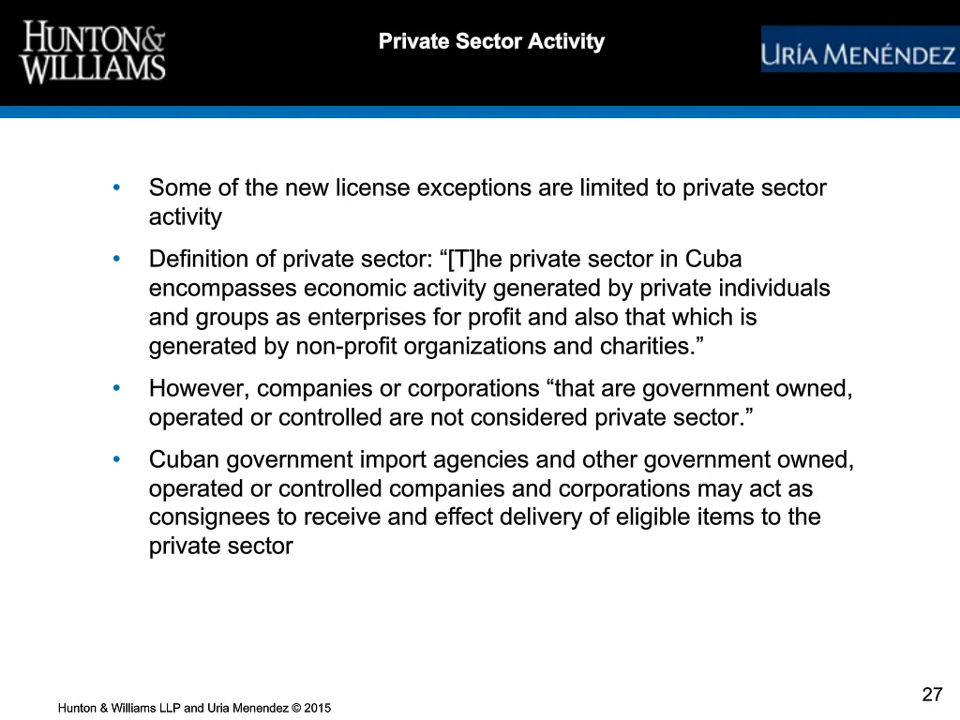 HUNTON&
WILLIAMS
Private Sector Activity
URÍA MENÉNDEZ
• Some of the new license exceptions are limited to private sector
activity
• Definition of private sector: “[T]he private sector in Cuba
encompasses economic activity generated by private individuals
and groups as enterprises for profit and also that which is
generated by non-profit organizations and charities.”
• However, companies or corporations “that are government owned,
operated or controlled are not considered private sector.”
• Cuban government import agencies and other government owned,
operated or controlled companies and corporations may act as
consignees to receive and effect delivery of eligible items to the
private sector
27
Hunton & Williams LLP and Uria Menendez © 2015